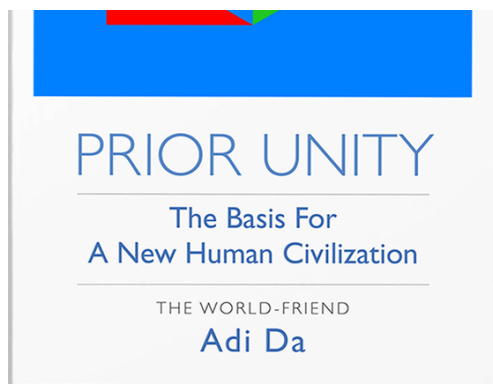 PRIOR UNITY
The Basis For
A New Human Civilization
THE WORLD-FRIEND
Adi Da